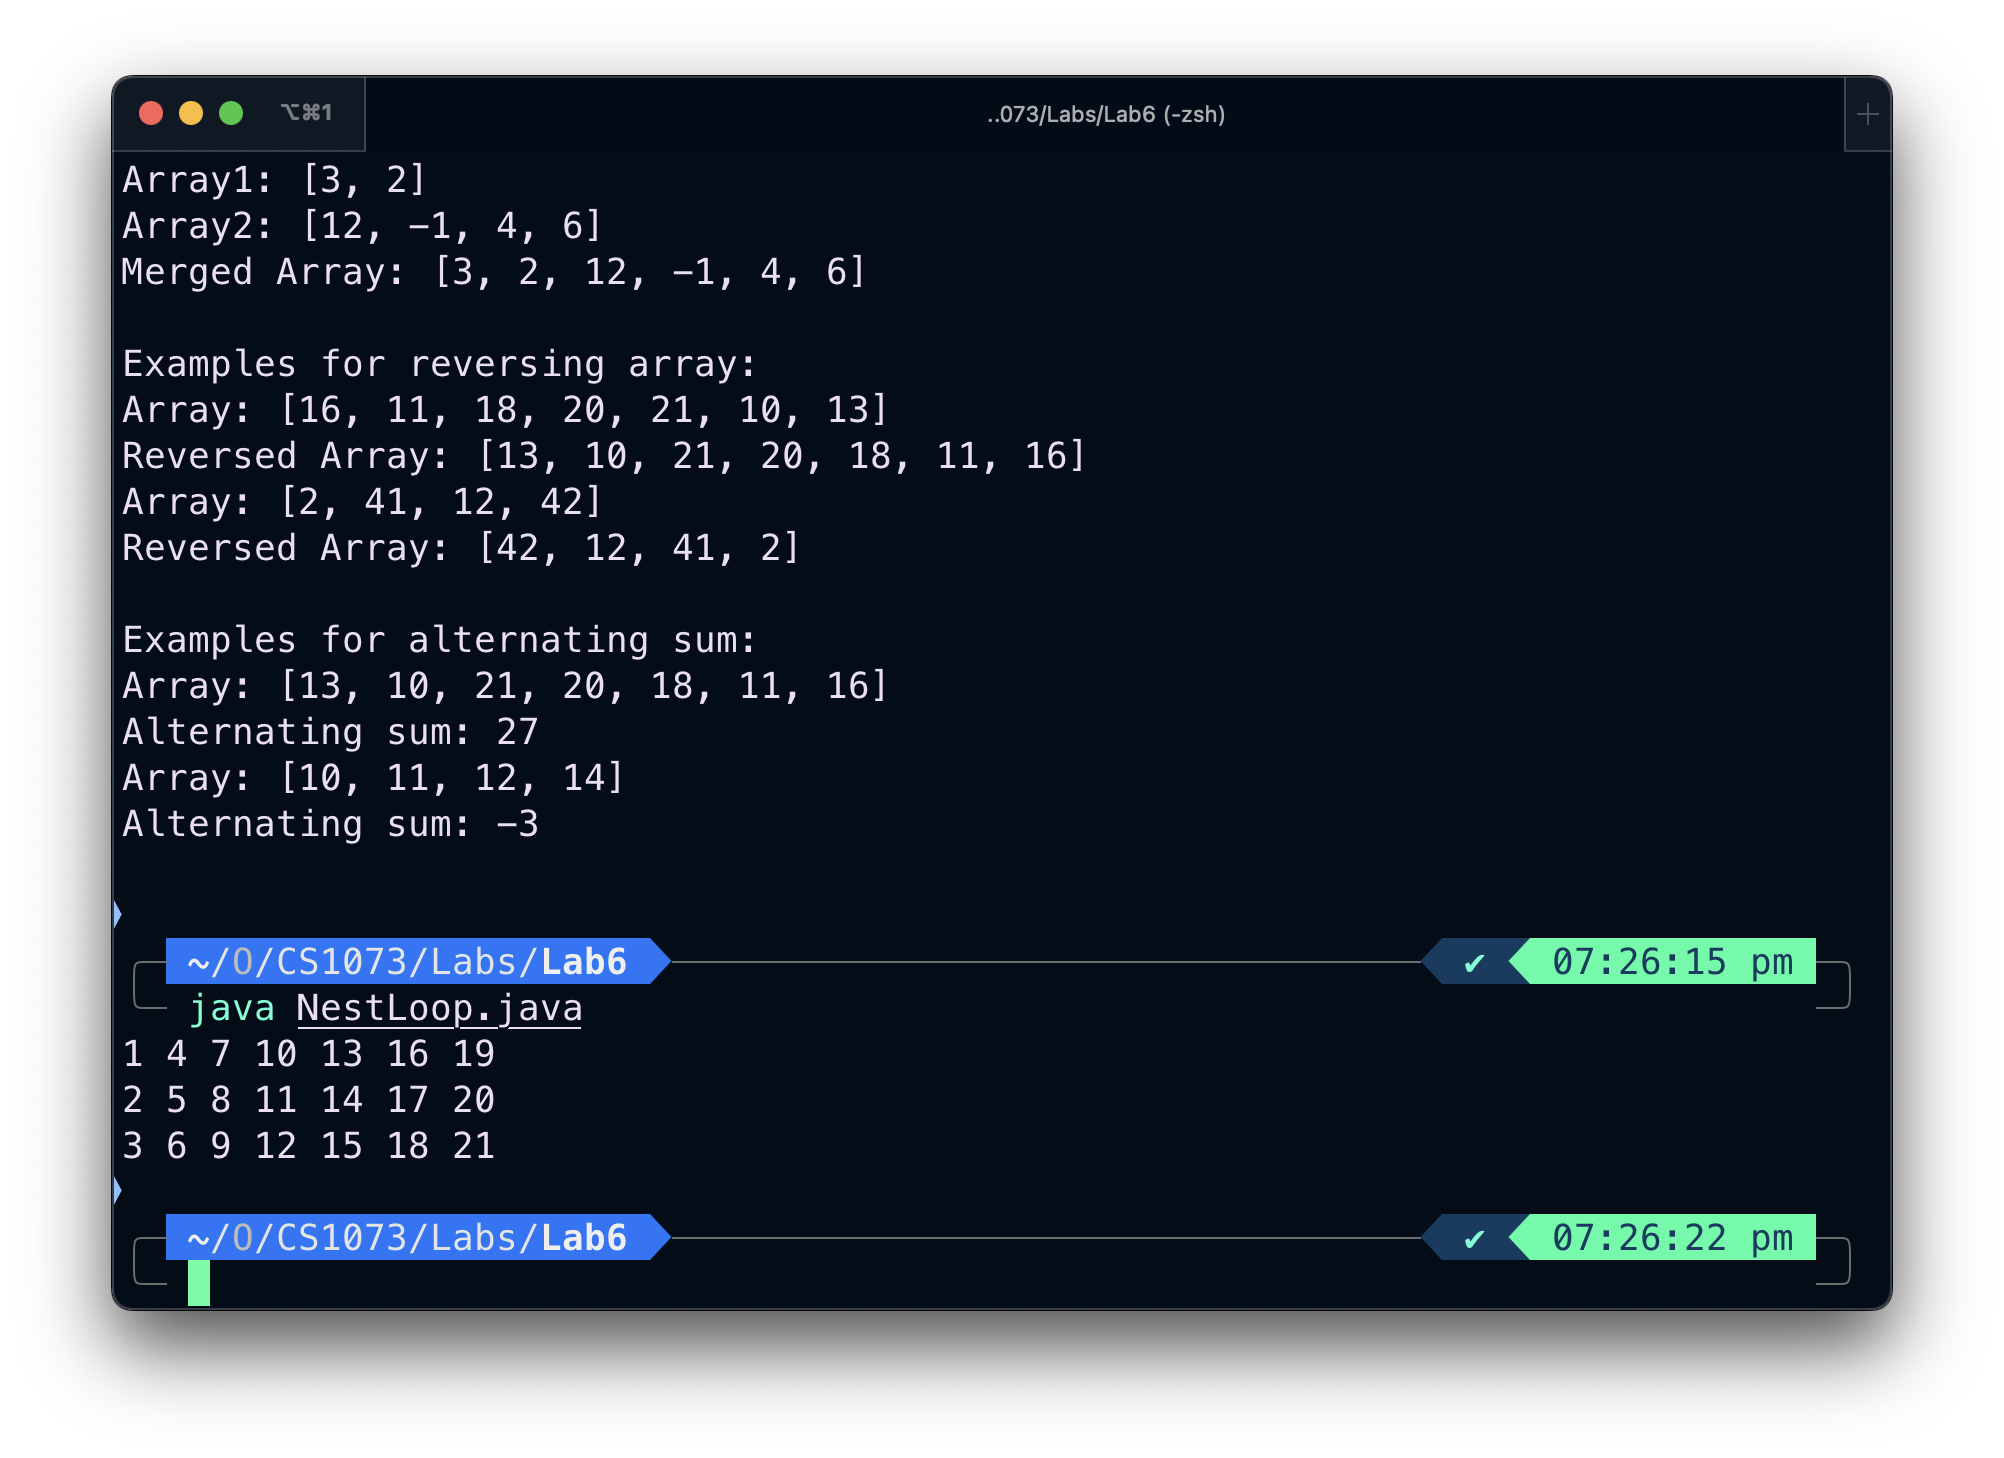 ⌥⌘1 ..073/Labs/Lab6 (-zsh) +
Array1: [3, 2]
Array2: [12, -1, 4, 6]
Merged Array: [3, 2, 12, -1, 4, 6]
Examples for reversing array:
Array: [16, 11, 18, 20, 21, 10, 13]
Reversed Array: [13, 10, 21, 20, 18, 11, 16]
Array: [2, 41, 12, 42]
Reversed Array: [42, 12, 41, 2]
Examples for alternating sum:
Array: [13, 10, 21, 20, 18, 11, 16]
Alternating sum: 27
Array: [10, 11, 12, 14]
Alternating sum: -3
~/O/CS1073/Labs/Lab6 ✔ 07:26:15 pm
java NestLoop.java
1 4 7 10 13 16 19
2 5 8 11 14 17 20
3 6 9 12 15 18 21
~/O/CS1073/Labs/Lab6 ✔ 07:26:22 pm